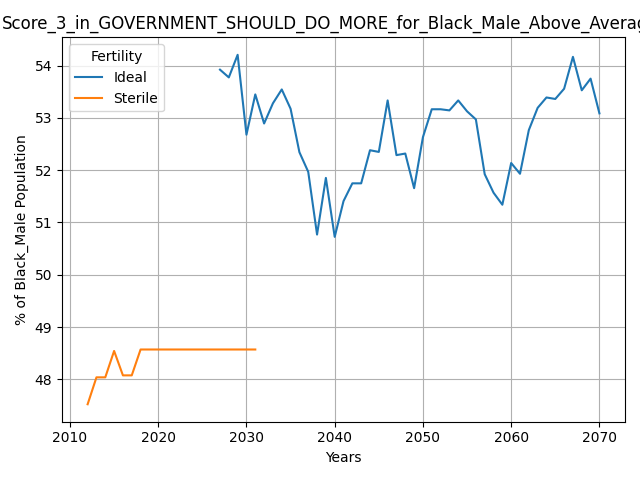 Score_3_in_GOVERNMENT_SHOULD_DO_MORE_for_Black_Male_Above_Averag
Fertility
Ideal
Sterile
% of Black_Male Population
54
53
52
51
50
49
48
2010 2020 2030 2040 2050 2060 2070
Years